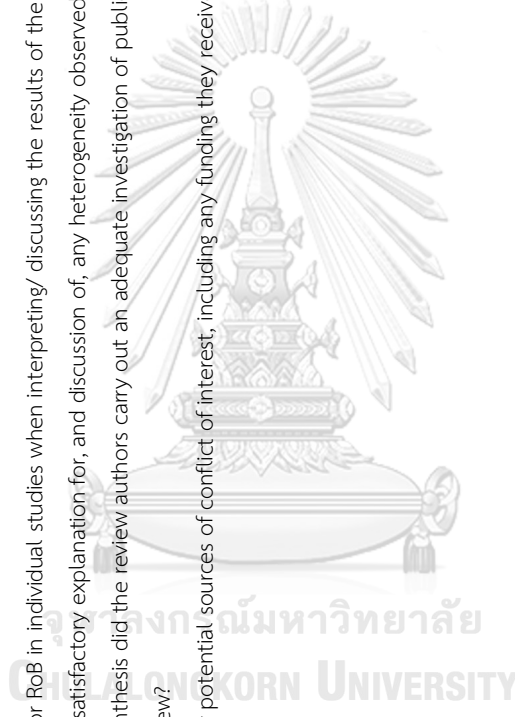 or RoB in individual studies when interpreting/ discussing the results of the
satisfactory explanation for, and discussion of, any heterogeneity observed
nthesis did the review authors carry out an adequate investigation of publi
ew?
potential sources of conflict of interest, including any funding they receiv
จุฬาลงกรณ์มหาวิทยาลัย
CHULALONGKORN UNIVERSITY